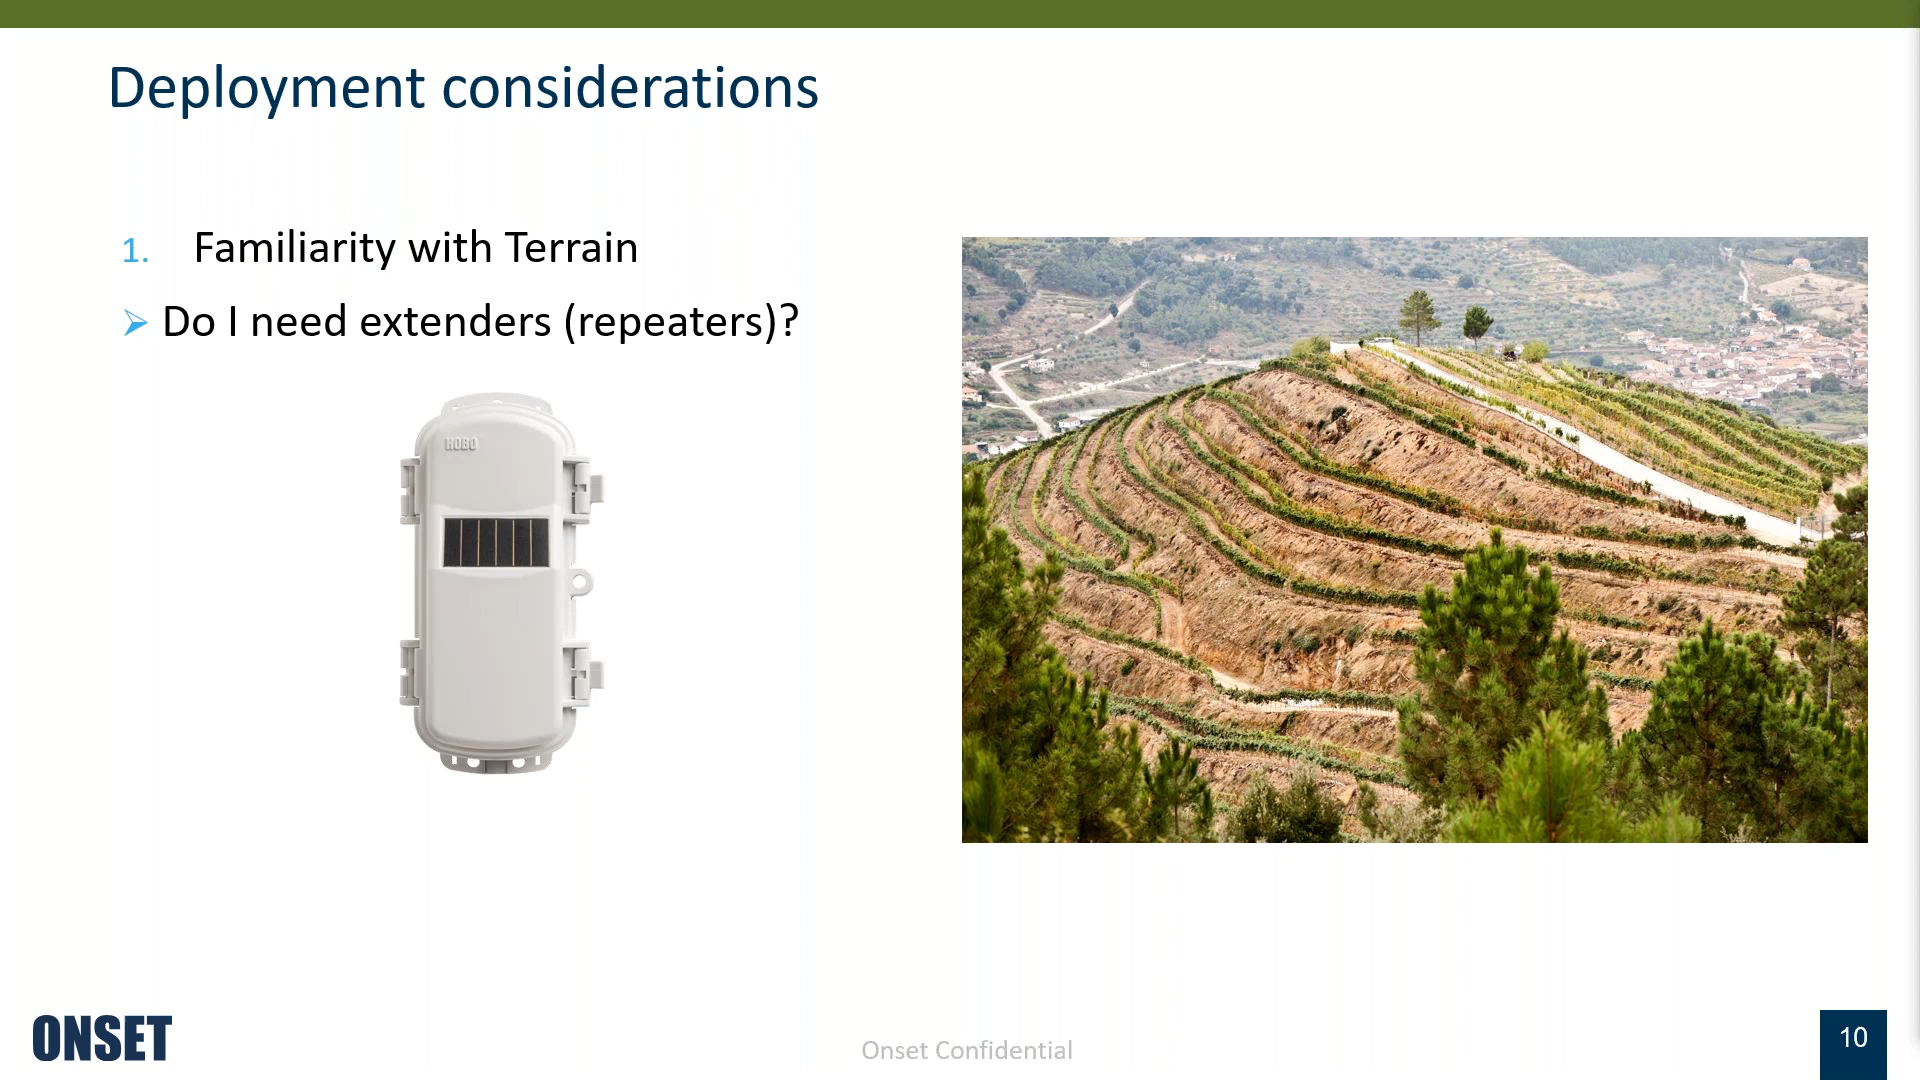 Deployment considerations
1. Familiarity with Terrain
➢ Do I need extenders (repeaters)?
HOBO
ONSET
Onset Confidential
10